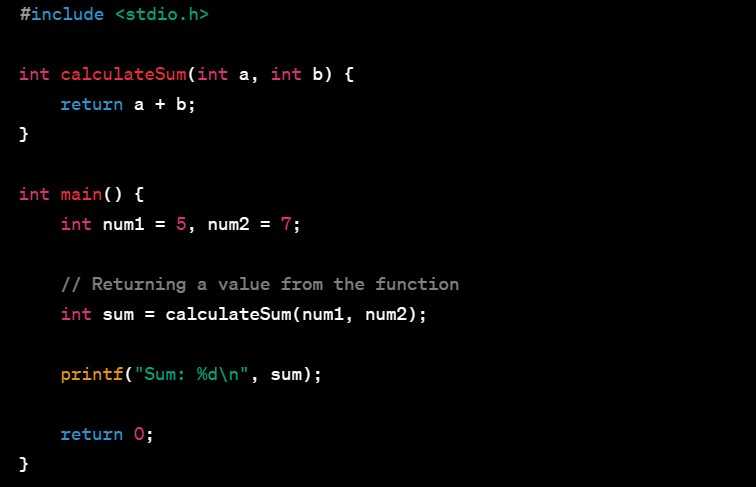 #include <stdio.h>
int calculateSum(int a, int b) {
    return a + b;
}
int main() {
    int num1 = 5, num2 = 7;
    // Returning a value from the function
    int sum = calculateSum(num1, num2);
    printf("Sum: %d\n", sum);
    return 0;
}